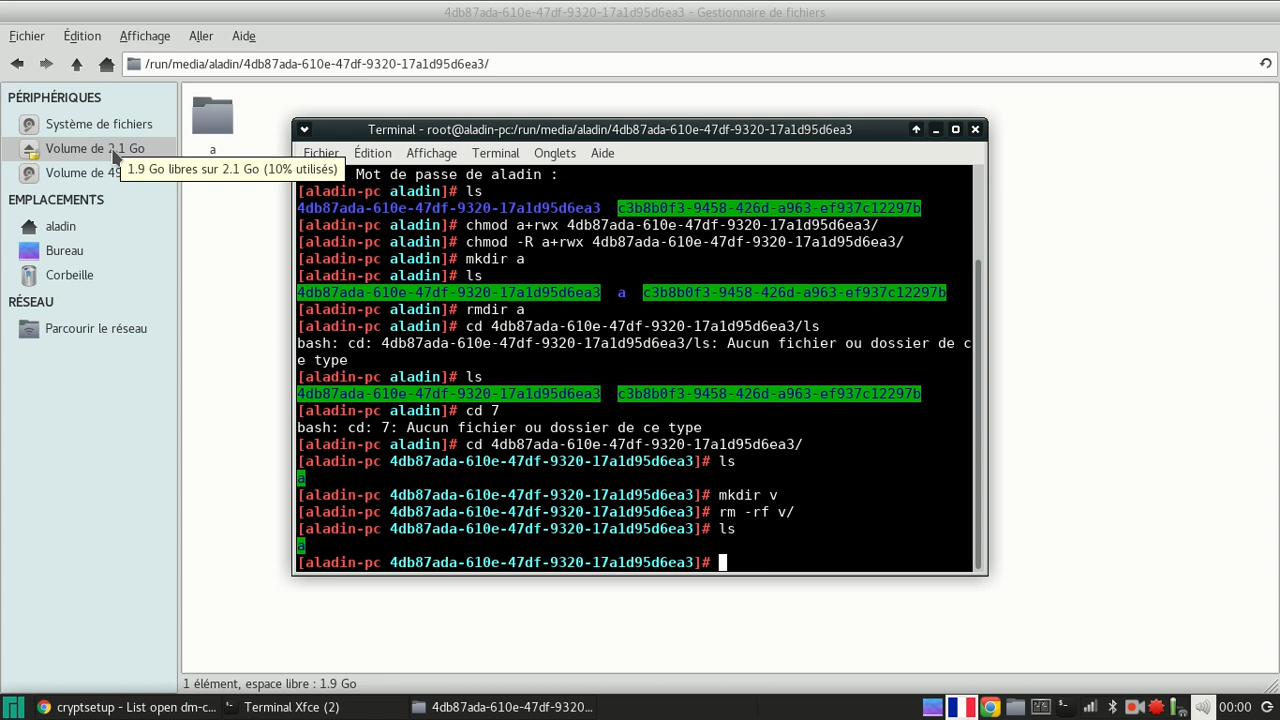 4db87ada-610e-47df-9320-17a1d95d6ea3 - Gestionnaire de fichiers
Fichier Édition Affichage Aller Aide
/run/media/aladin/4db87ada-610e-47df-9320-17a1d95d6ea3/
PÉRIPHÉRIQUES
Système de fichiers
Volume de 2.1 Go
Volume de 49
1.9 Go libres sur 2.1 Go (10% utilisés)
EMPLACEMENTS
aladin
Bureau
Corbeille
RÉSEAU
Parcourir le réseau
a
Terminal - root@aladin-pc:/run/media/aladin/4db87ada-610e-47df-9320-17a1d95d6ea3
Fichier Édition Affichage Terminal Onglets Aide
Mot de passe de aladin :
[aladin-pc aladin]# ls
4db87ada-610e-47df-9320-17a1d95d6ea3 c3b8b0f3-9458-426d-a963-ef937c12297b
[aladin-pc aladin]# chmod a+rwx 4db87ada-610e-47df-9320-17a1d95d6ea3/
[aladin-pc aladin]# chmod -R a+rwx 4db87ada-610e-47df-9320-17a1d95d6ea3/
[aladin-pc aladin]# mkdir a
[aladin-pc aladin]# ls
4db87ada-610e-47df-9320-17a1d95d6ea3 a c3b8b0f3-9458-426d-a963-ef937c12297b
[aladin-pc aladin]# rmdir a
[aladin-pc aladin]# cd 4db87ada-610e-47df-9320-17a1d95d6ea3/ls
bash: cd: 4db87ada-610e-47df-9320-17a1d95d6ea3/ls: Aucun fichier ou dossier de c
e type
[aladin-pc aladin]# ls
4db87ada-610e-47df-9320-17a1d95d6ea3 c3b8b0f3-9458-426d-a963-ef937c12297b
[aladin-pc aladin]# cd 7
bash: cd: 7: Aucun fichier ou dossier de ce type
[aladin-pc aladin]# cd 4db87ada-610e-47df-9320-17a1d95d6ea3/
[aladin-pc 4db87ada-610e-47df-9320-17a1d95d6ea3]# ls
a
[aladin-pc 4db87ada-610e-47df-9320-17a1d95d6ea3]# mkdir v
[aladin-pc 4db87ada-610e-47df-9320-17a1d95d6ea3]# rm -rf v/
[aladin-pc 4db87ada-610e-47df-9320-17a1d95d6ea3]# ls
a
[aladin-pc 4db87ada-610e-47df-9320-17a1d95d6ea3]#
1 élément, espace libre : 1.9 Go
cryptsetup - List open dm-c... Terminal Xfce (2) 4db87ada-610e-47df-9320... 00:00